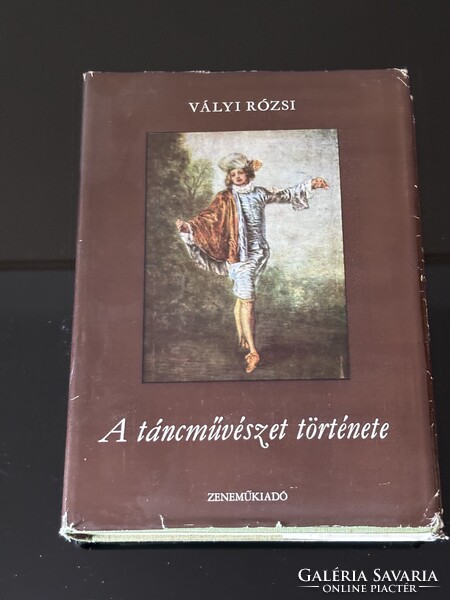 VÁLYI RÓZSI
A táncművészet története
ZENEMŰKIADÓ
GALÉRIA SAVARIA
ONLINE PIACTÉR